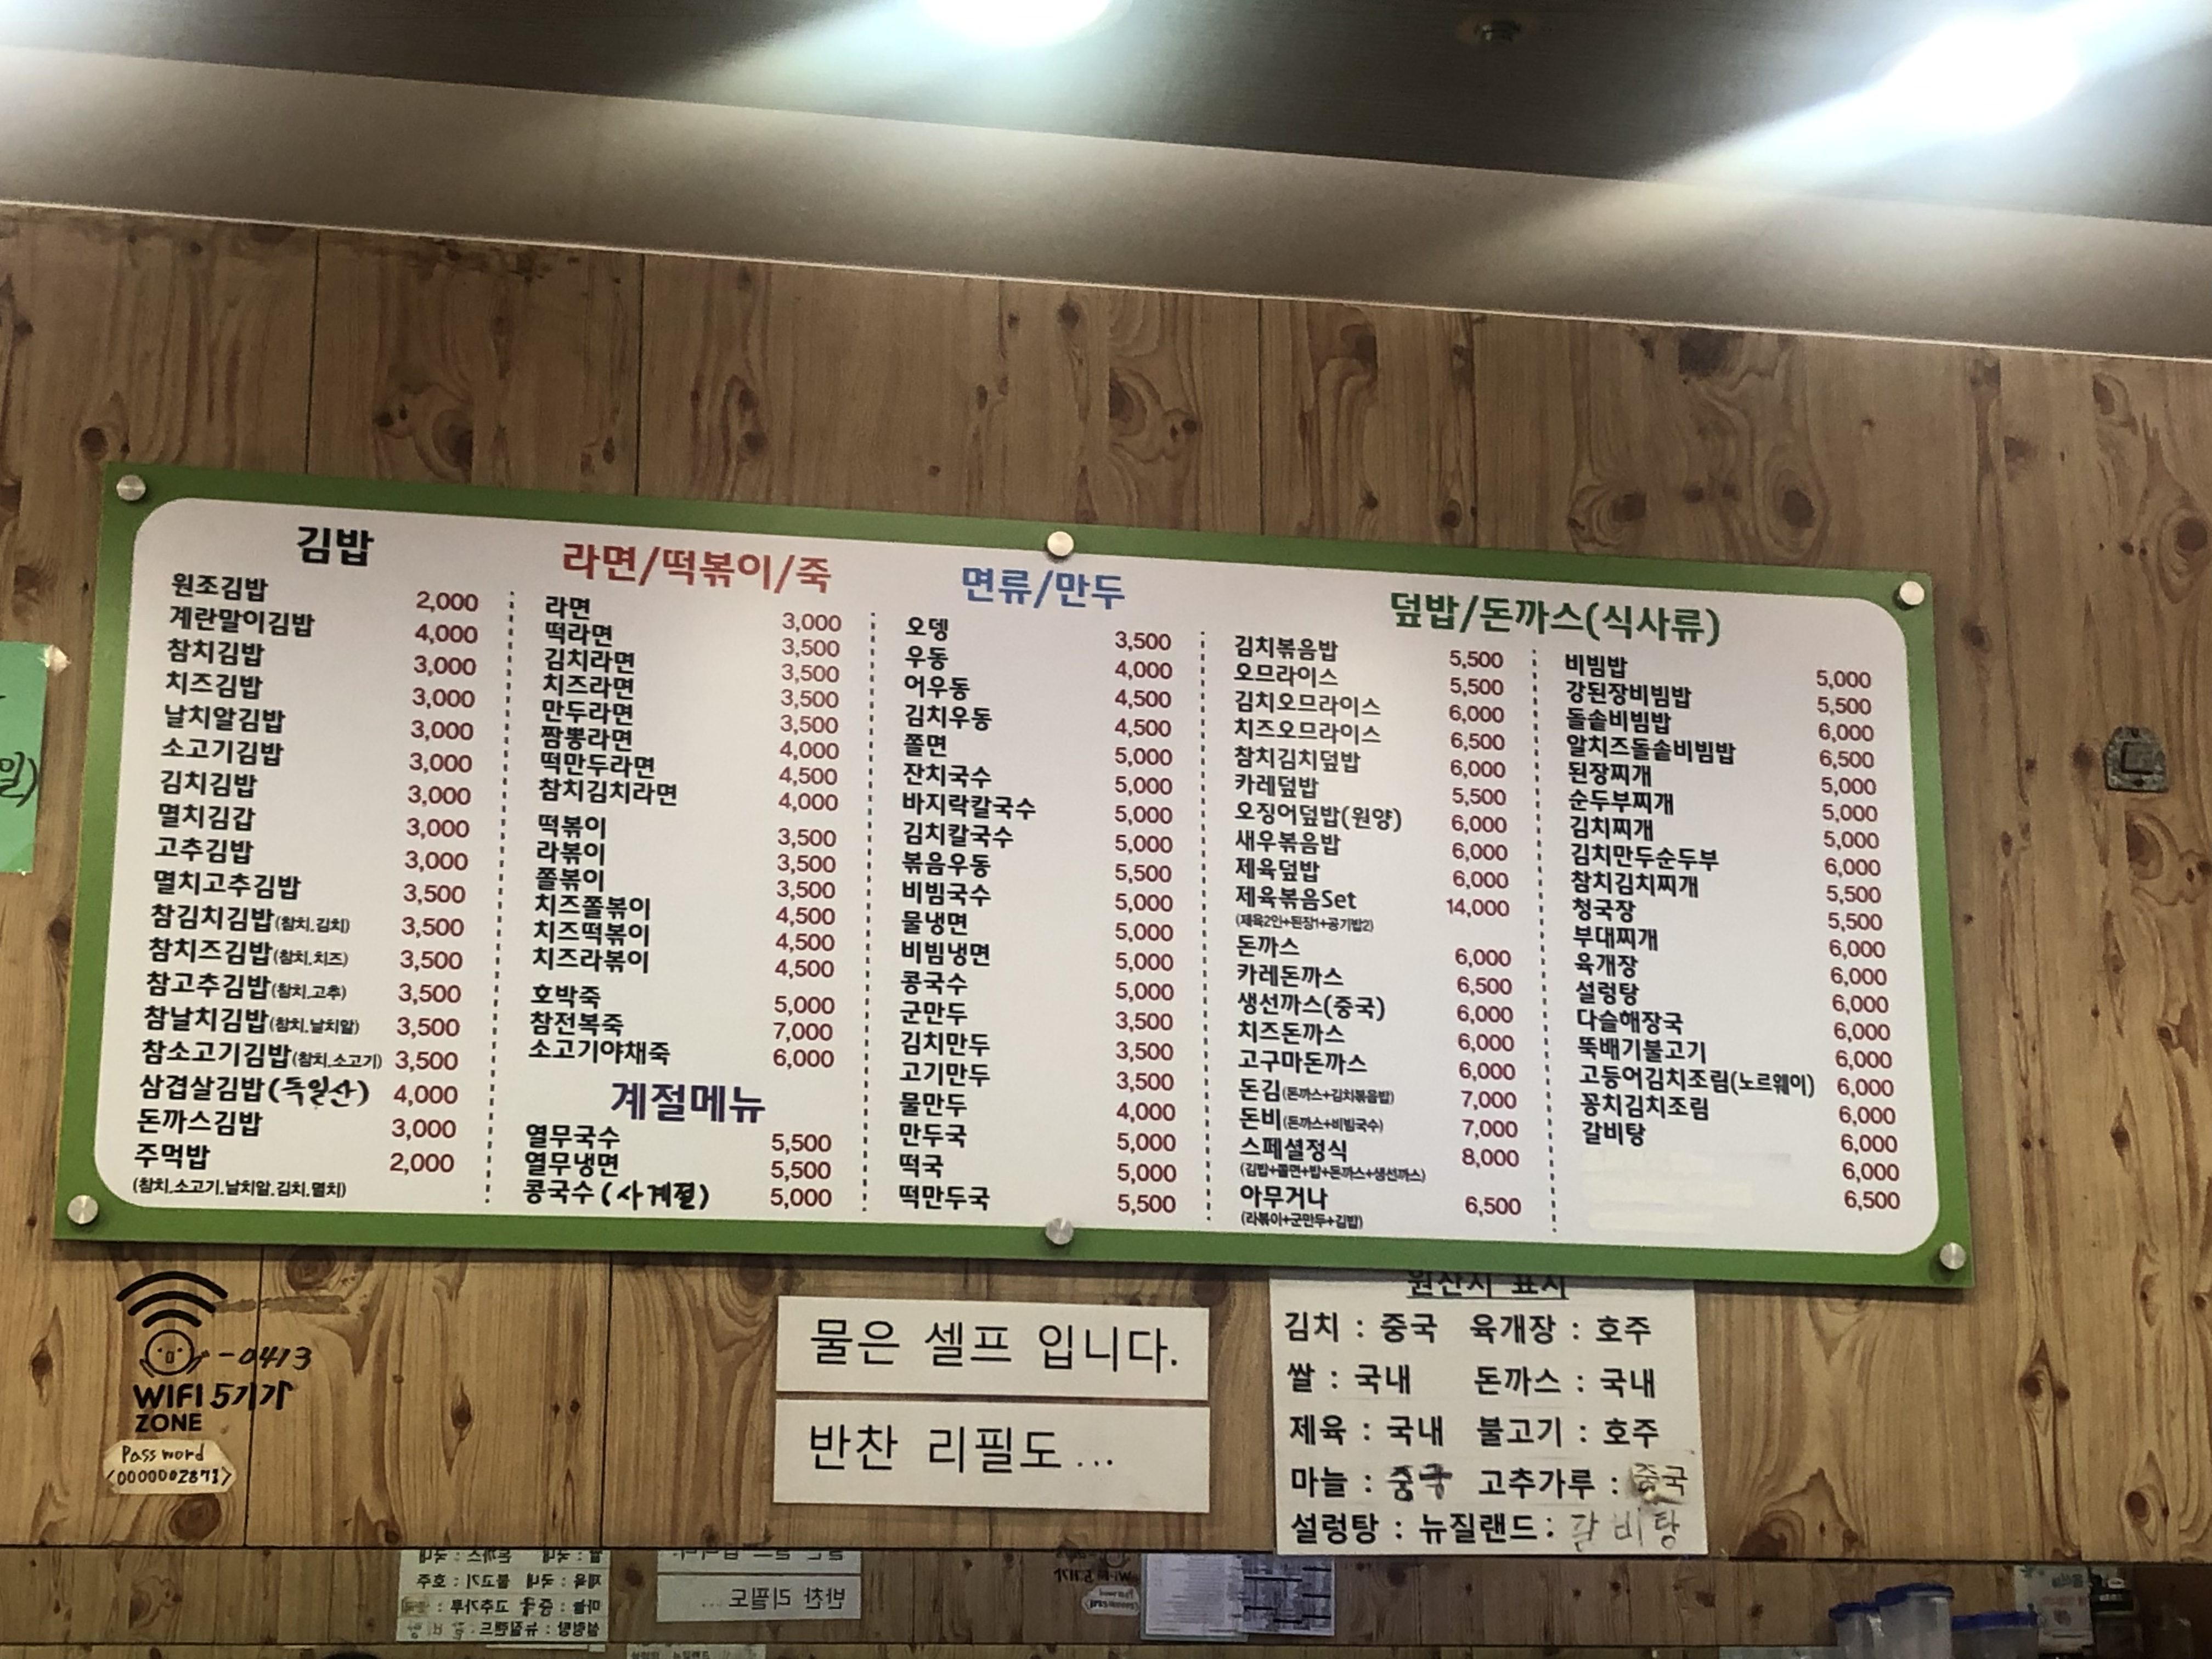 김밥
원조김밥 2,000
계란말이김밥 4,000
참치김밥 3,000
치즈김밥 3,000
날치알김밥 3,000
소고기김밥 3,000
김치김밥 3,000
멸치김갑 3,000
고추김밥 3,000
멸치고추김밥 3,500
참김치김밥(참치.김치) 3,500
참치즈김밥(참치.치즈) 3,500
참고추김밥(참치.고추) 3,500
참날치김밥(참치.날치알) 3,500
참소고기김밥(참치.소고기) 3,500
삼겹살김밥(독일산) 4,000
돈까스김밥 3,000
주먹밥 2,000
(참치.소고기.날치알.김치.멸치)
라면/떡볶이/죽
라면 3,000
떡라면 3,500
김치라면 3,500
치즈라면 3,500
만두라면 3,500
짬뽕라면 4,000
떡만두라면 4,500
참치김치라면 4,000
떡볶이 3,500
라볶이 3,500
쫄볶이 3,500
치즈쫄볶이 4,500
치즈떡볶이 4,500
치즈라볶이 4,500
호박죽 5,000
참전복죽 7,000
소고기야채죽 6,000
계절메뉴
열무국수 5,500
열무냉면 5,500
콩국수(사계절) 5,000
면류/만두
오뎅 3,500
우동 4,000
어우동 4,500
김치우동 4,500
쫄면 5,000
잔치국수 5,000
바지락칼국수 5,000
김치칼국수 5,000
볶음우동 5,500
비빔국수 5,000
물냉면 5,000
비빔냉면 5,000
콩국수 5,000
군만두 3,500
김치만두 3,500
고기만두 3,500
물만두 4,000
만두국 5,000
떡국 5,000
떡만두국 5,500
덮밥/돈까스(식사류)
김치볶음밥 5,500
오므라이스 5,500
김치오므라이스 6,000
치즈오므라이스 6,500
참치김치덮밥 6,000
카레덮밥 5,500
오징어덮밥(원양) 6,000
새우볶음밥 6,000
제육덮밥 6,000
제육볶음Set 14,000
(제육2인+된장1+공기밥2)
돈까스 6,000
카레돈까스 6,500
생선까스(중국) 6,000
치즈돈까스 6,000
고구마돈까스 6,000
돈김(돈까스+김치볶음밥) 7,000
돈비(돈까스+비빔국수) 7,000
스페셜정식 8,000
(김밥+쫄면+밥+돈까스+생선까스)
아무거나 6,500
(라볶이+군만두+김밥)
비빔밥 5,000
강된장비빔밥 5,500
돌솥비빔밥 6,000
알치즈돌솥비빔밥 6,500
된장찌개 5,000
순두부찌개 5,000
김치찌개 5,000
김치만두순두부 6,000
참치김치찌개 5,500
청국장 5,500
부대찌개 6,000
육개장 6,000
설렁탕 6,000
다슬해장국 6,000
뚝배기불고기 6,000
고등어김치조림(노르웨이) 6,000
꽁치김치조림 6,000
갈비탕 6,000
6,000
6,500
-0413
WIFI 5기가
ZONE
Password
<0000002873>
물은 셀프 입니다.
반찬 리필도...
원산지 표시
김치 : 중국 육개장 : 호주
쌀 : 국내 돈까스 : 국내
제육 : 국내 불고기 : 호주
마늘 : 중국 고추가루 : 중국
설렁탕 : 뉴질랜드 : 갈비탕